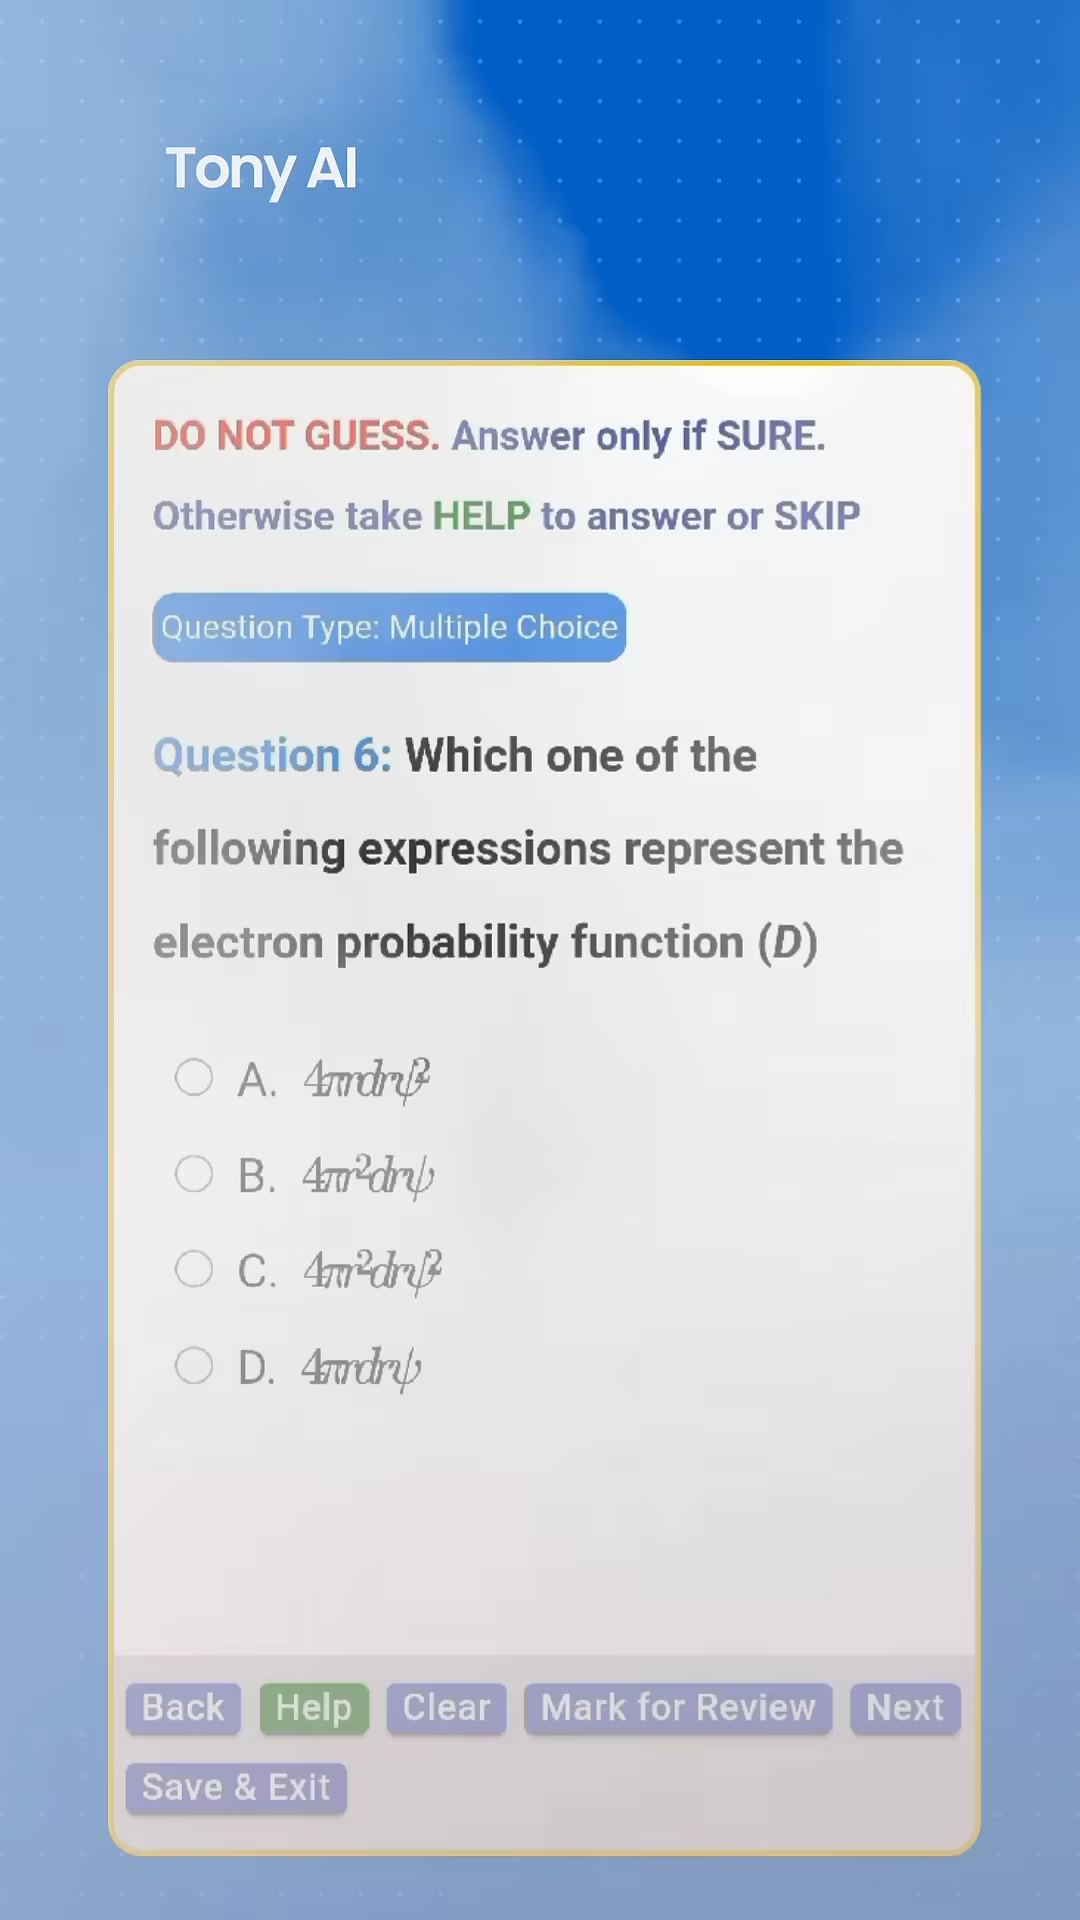 Tony AI
DO NOT GUESS. Answer only if SURE.
Otherwise take HELP to answer or SKIP
Question Type: Multiple Choice
Question 6: Which one of the
following expressions represent the
electron probability function (D)
A. 4πrdrψ²
B. 4πr²drψ
C. 4πr²drψ²
D. 4πrdrψ
Back Help Clear Mark for Review Next
Save & Exit